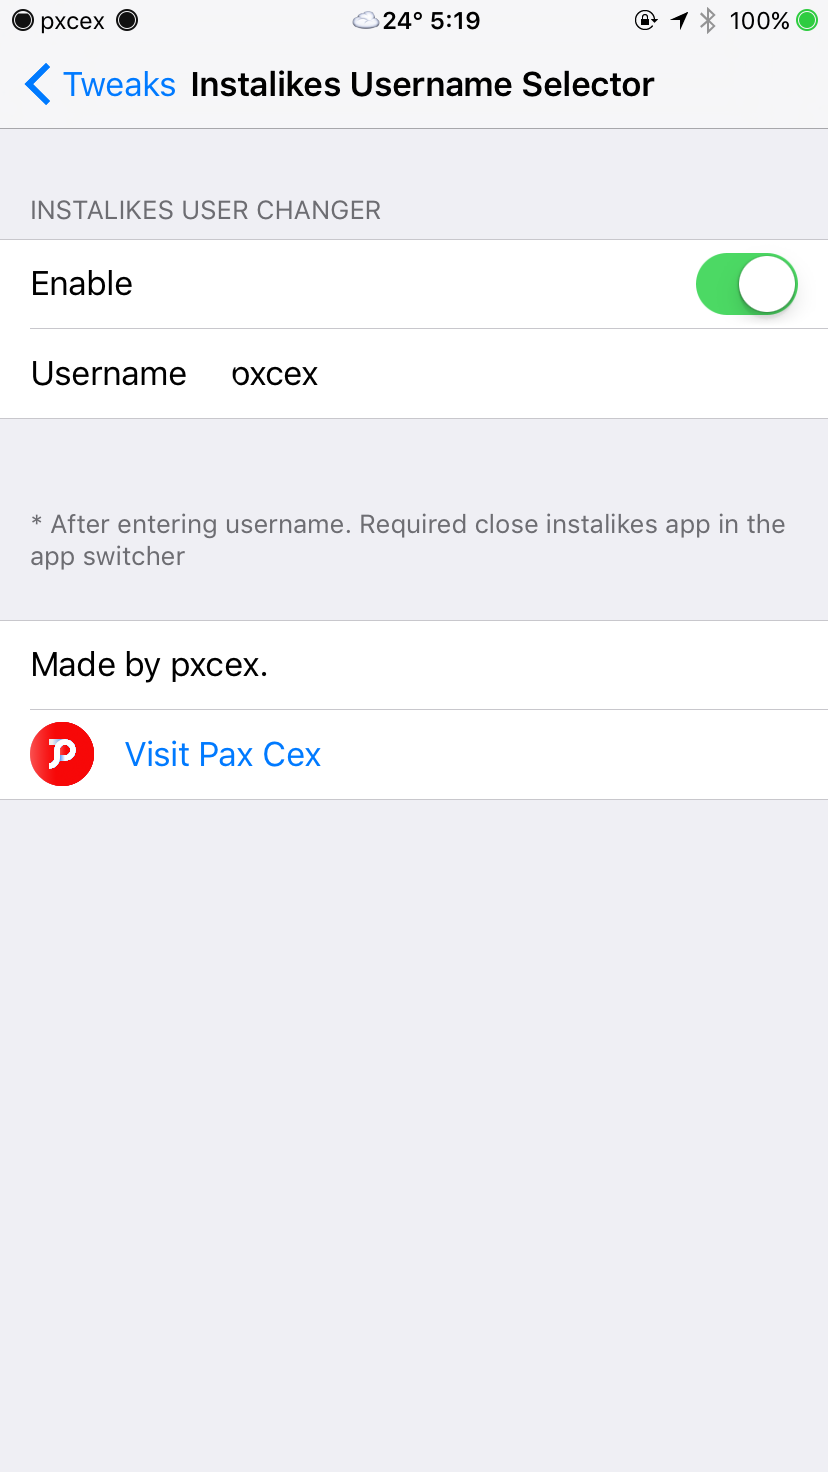 pxcex 24° 5:19 100%
Tweaks Instalikes Username Selector
INSTALIKES USER CHANGER
Enable
Username pxcex
* After entering username. Required close instalikes app in the
app switcher
Made by pxcex.
Visit Pax Cex